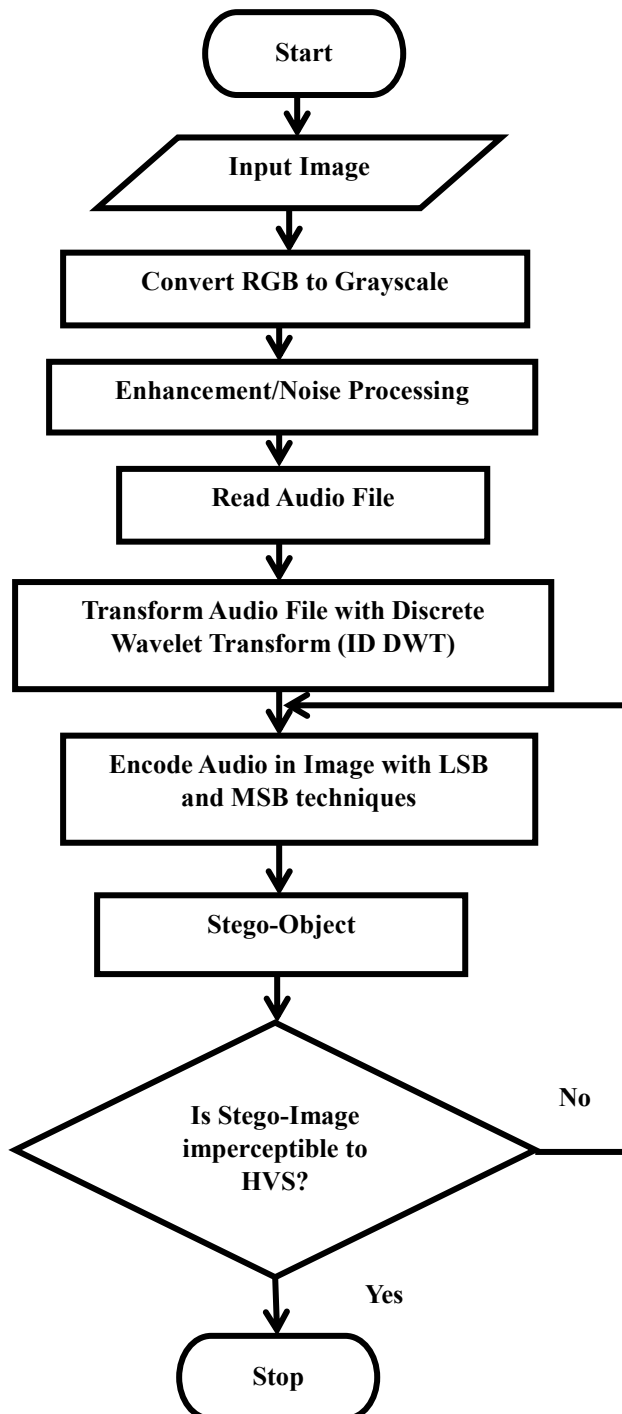 Start
Input Image
Convert RGB to Grayscale
Enhancement/Noise Processing
Read Audio File
Transform Audio File with Discrete
Wavelet Transform (ID DWT)
Encode Audio in Image with LSB
and MSB techniques
Stego-Object
Is Stego-Image
imperceptible to
HVS?
No
Yes
Stop